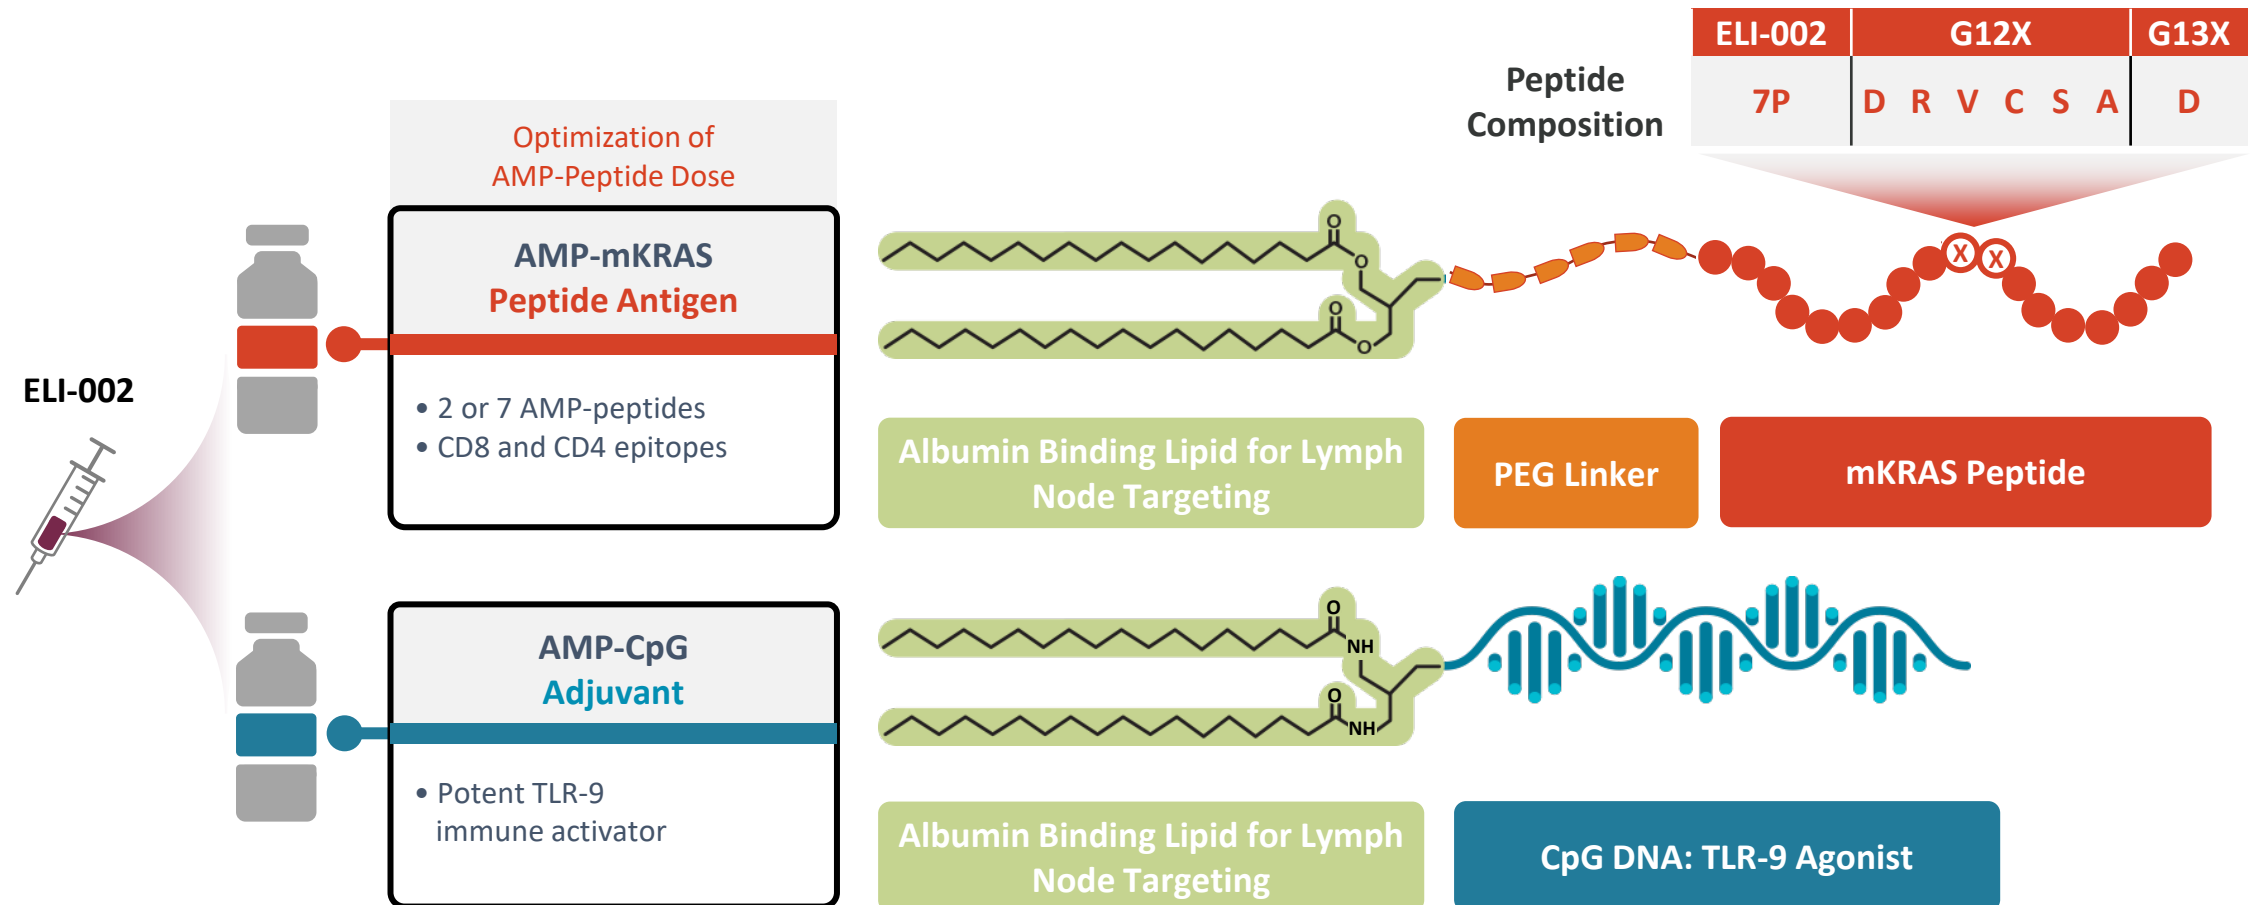 ELI-002 G12X G13X
Peptide
Composition
7P D R V C S A D
Optimization of
AMP-Peptide Dose
AMP-mKRAS
Peptide Antigen
• 2 or 7 AMP-peptides
• CD8 and CD4 epitopes
ELI-002
O
O
O
O
X X
Albumin Binding Lipid for Lymph
Node Targeting
PEG Linker
mKRAS Peptide
AMP-CpG
Adjuvant
• Potent TLR-9
immune activator
O
NH
O
NH
Albumin Binding Lipid for Lymph
Node Targeting
CpG DNA: TLR-9 Agonist